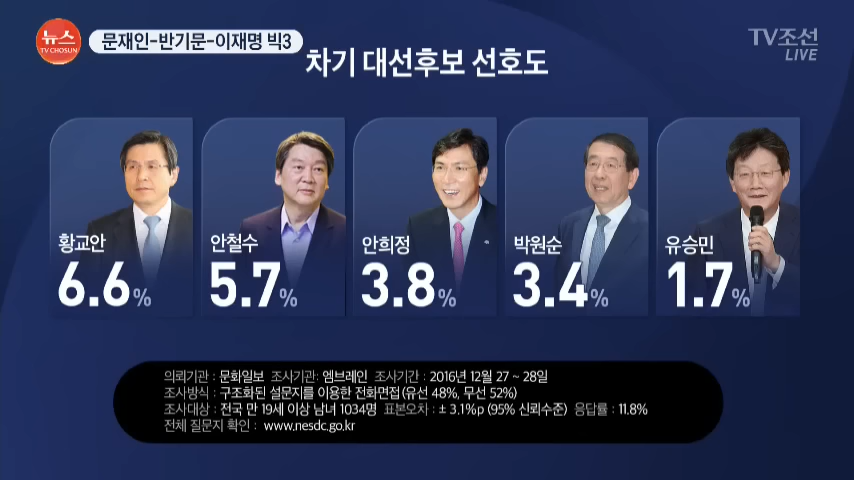 뉴스
TV CHOSUN
문재인-반기문-이재명 빅3
차기 대선후보 선호도
TV조선
LIVE
황교안
6.6%
안철수
5.7%
안희정
3.8%
박원순
3.4%
유승민
1.7%
의뢰기관 : 문화일보 조사기관: 엠브레인 조사기간 : 2016년 12월 27 ~ 28일
조사방식 : 구조화된 설문지를 이용한 전화면접 (유선 48%, 무선 52%)
조사대상 : 전국 만 19세 이상 남녀 1034명 표본오차 : ± 3.1%p (95% 신뢰수준) 응답률 : 11.8%
전체 질문지 확인 : www.nesdc.go.kr